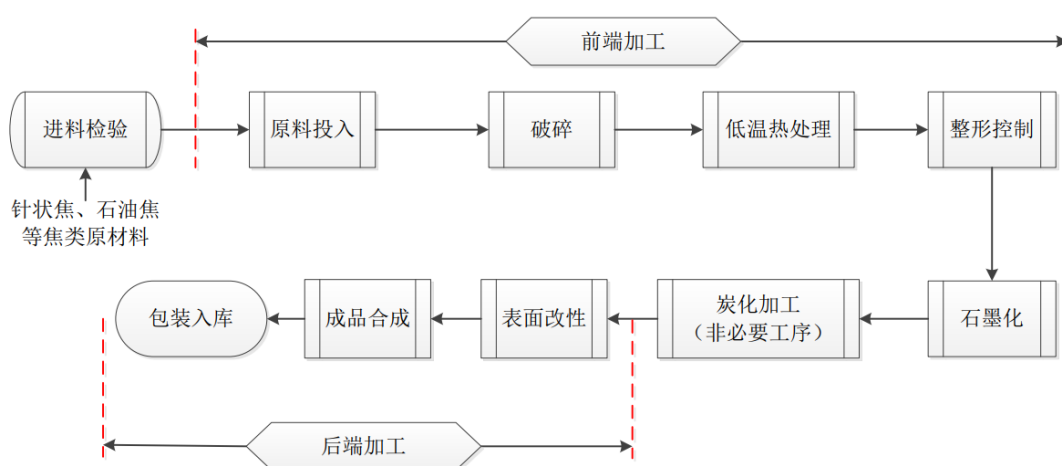 前端加工
进料检验
原料投入
破碎
低温热处理
整形控制
针状焦、石油焦
等焦类原材料
包装入库
成品合成
表面改性
炭化加工
（非必要工序）
石墨化
后端加工